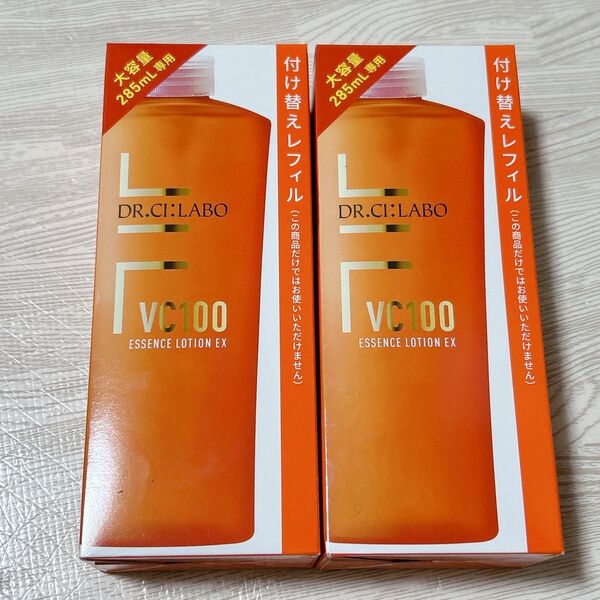 大容量
285mL専用
DR.CI:LABO
VC100
ESSENCE LOTION EX
付け替えレフィル
(この商品だけではお使いいただけません)
大容量
285mL専用
DR.CI:LABO
VC100
ESSENCE LOTION EX
付け替えレフィル
(この商品だけではお使いいただけません)